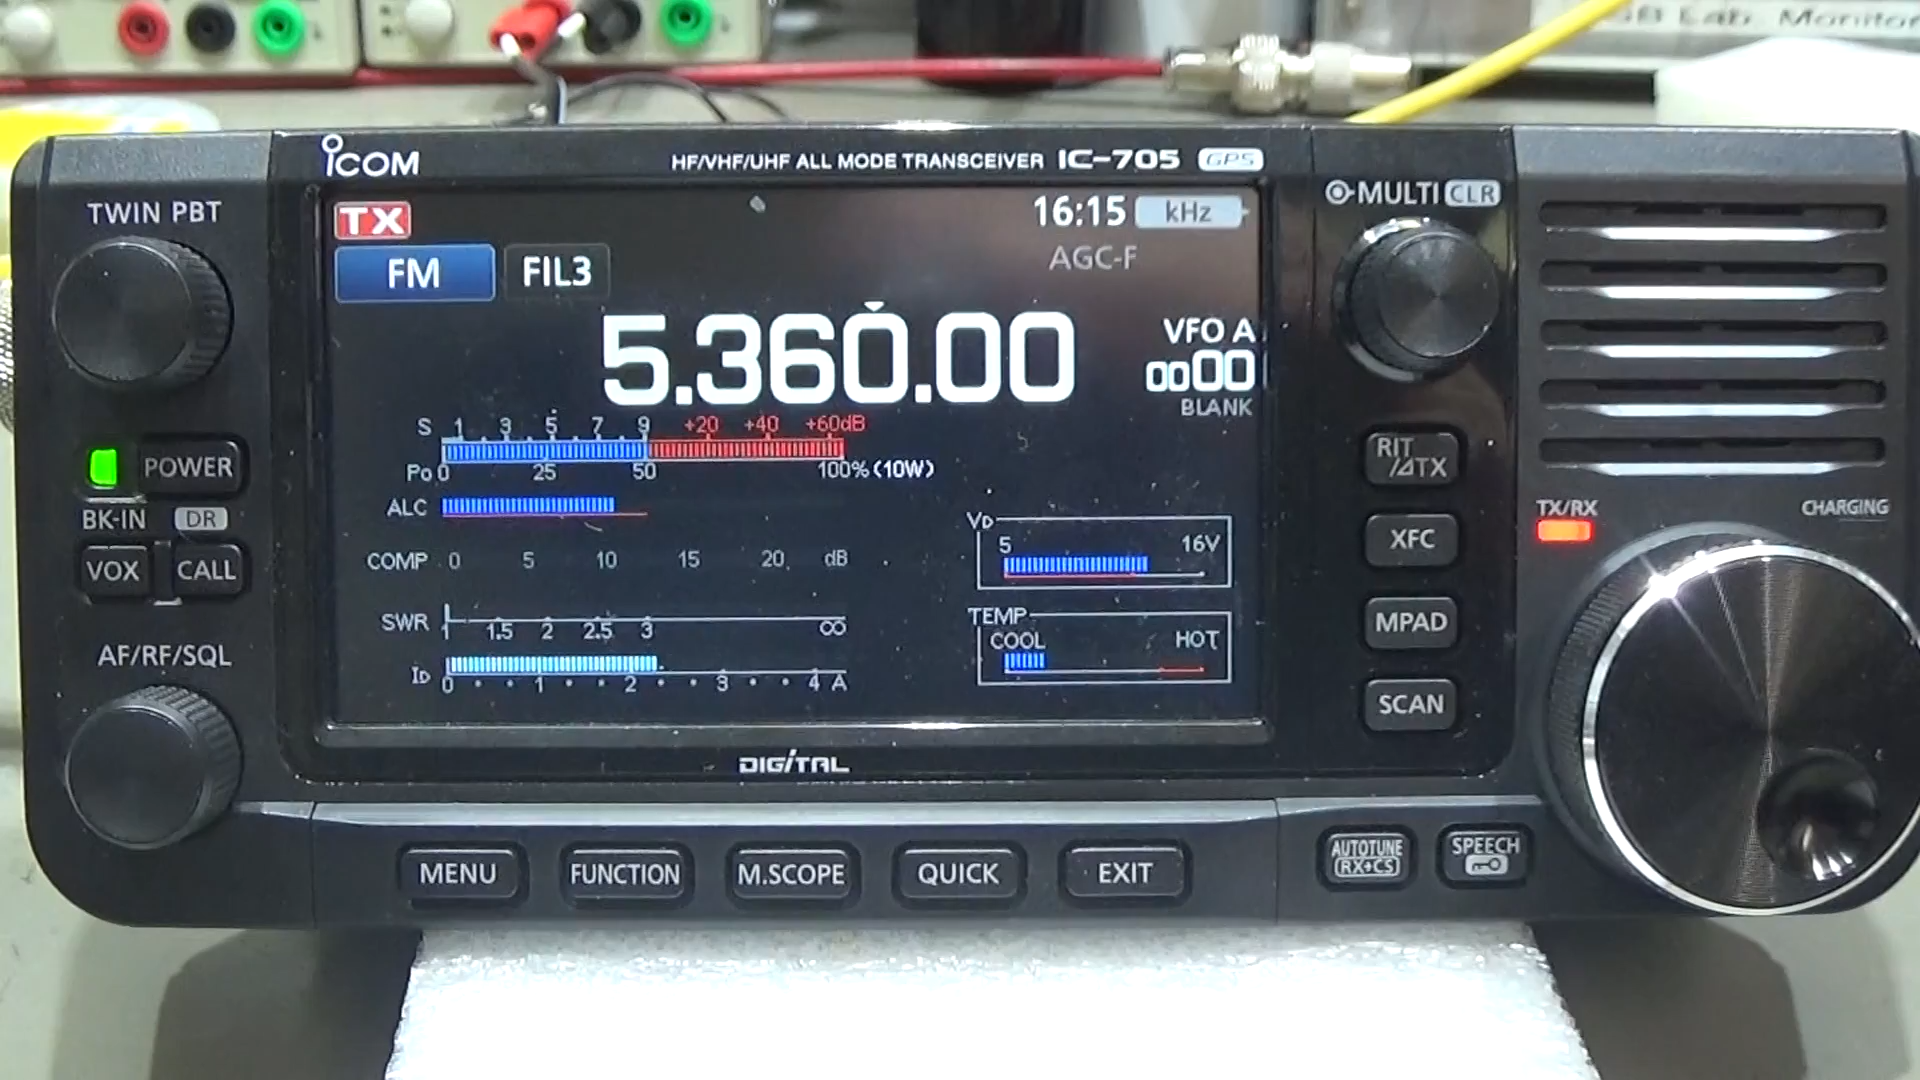 Lab. Monitor
ICOM
HF/VHF/UHF ALL MODE TRANSCEIVER IC-705 GPS
TWIN PBT
MULTI CLR
TX
16:15 kHz
FM FIL3
AGC-F
5.360.00
VFO A
0000
BLANK
S 1 3 5 7 9 +20 +40 +60dB
Po 0 25 50 100% (10W)
ALC
COMP 0 5 10 15 20 dB
SWR 1 1.5 2 2.5 3 ∞
ID 0 1 2 3 4 A
VD
5 16V
TEMP
COOL HOT
POWER
BK-IN DR
VOX CALL
AF/RF/SQL
RIT
/⊿TX
XFC
MPAD
SCAN
TX/RX
CHARGING
DIGITAL
MENU FUNCTION M.SCOPE QUICK EXIT
AUTOTUNE
RX→CS
SPEECH